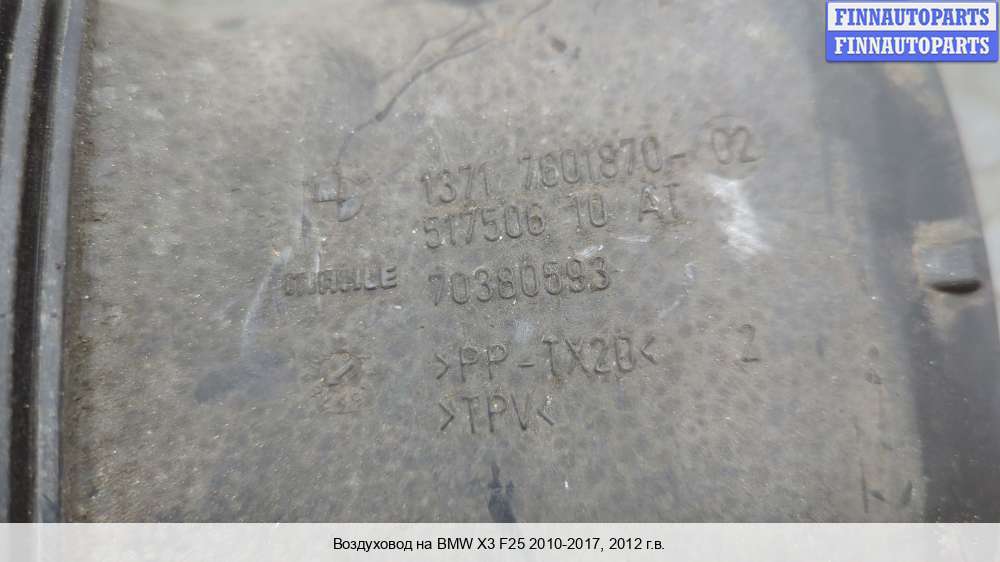 FINNAUTOPARTS
FINNAUTOPARTS
1371 7601870-02
517506 10 AT
MAHLE 70380593
>PP-TX20< 2
>TPV<
Воздуховод на BMW X3 F25 2010-2017, 2012 г.в.